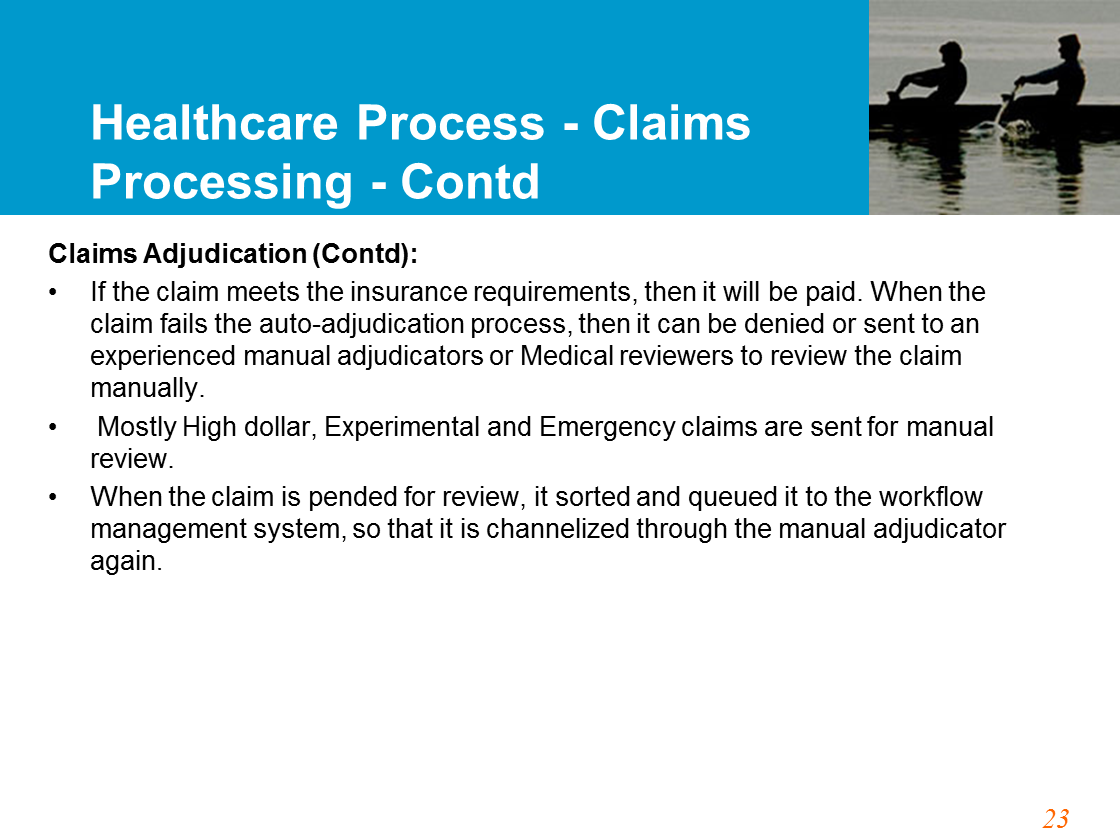 Healthcare Process - Claims
Processing - Contd
Claims Adjudication (Contd):
• If the claim meets the insurance requirements, then it will be paid. When the
claim fails the auto-adjudication process, then it can be denied or sent to an
experienced manual adjudicators or Medical reviewers to review the claim
manually.
• Mostly High dollar, Experimental and Emergency claims are sent for manual
review.
• When the claim is pended for review, it sorted and queued it to the workflow
management system, so that it is channelized through the manual adjudicator
again.
23